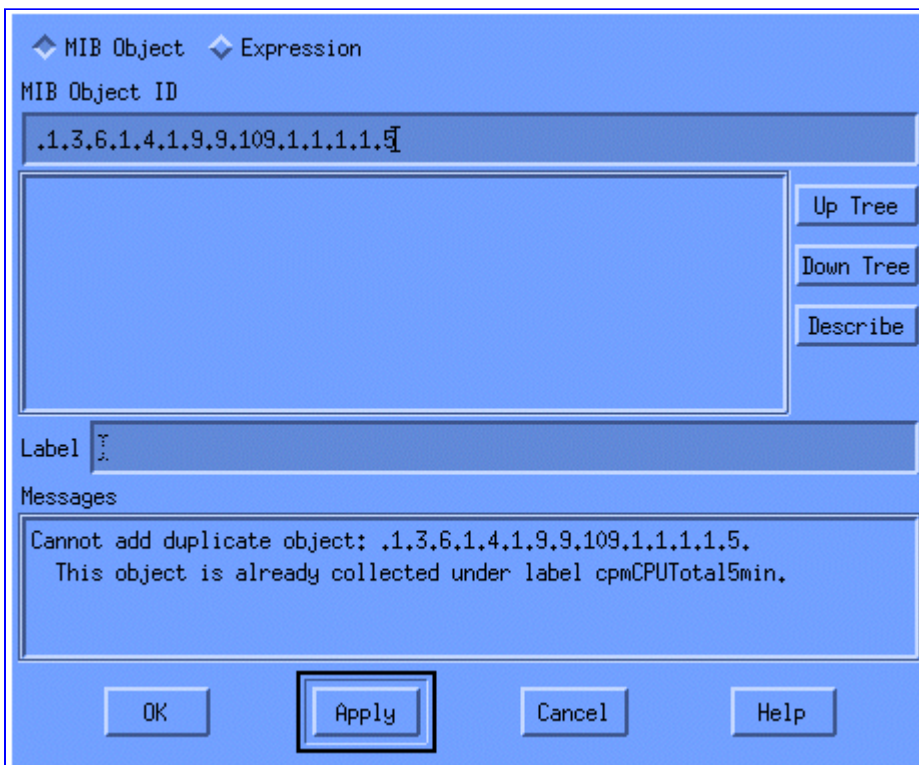 MIB Object Expression
MIB Object ID
.1.3.6.1.4.1.9.9.109.1.1.1.1.5
Up Tree
Down Tree
Describe
Label
Messages
Cannot add duplicate object: .1.3.6.1.4.1.9.9.109.1.1.1.1.5.
This object is already collected under label cpmCPUTotal5min.
OK Apply Cancel Help